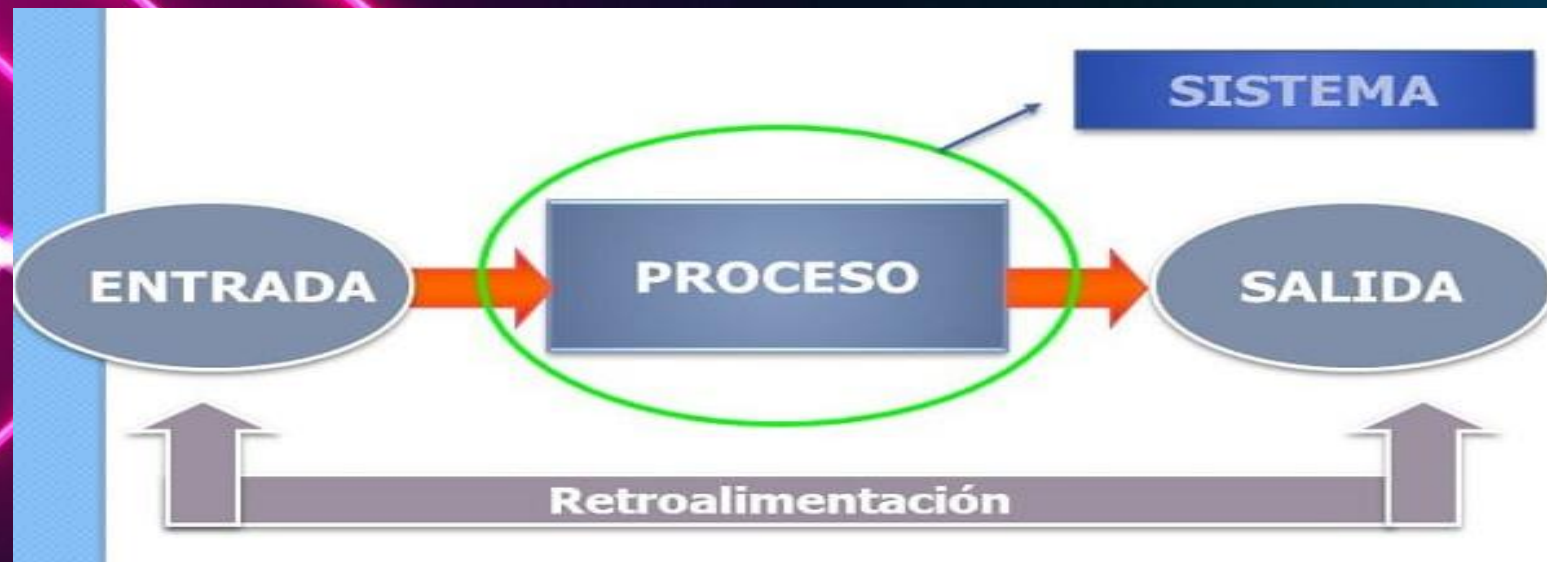 SISTEMA
ENTRADA
PROCESO
SALIDA
Retroalimentación